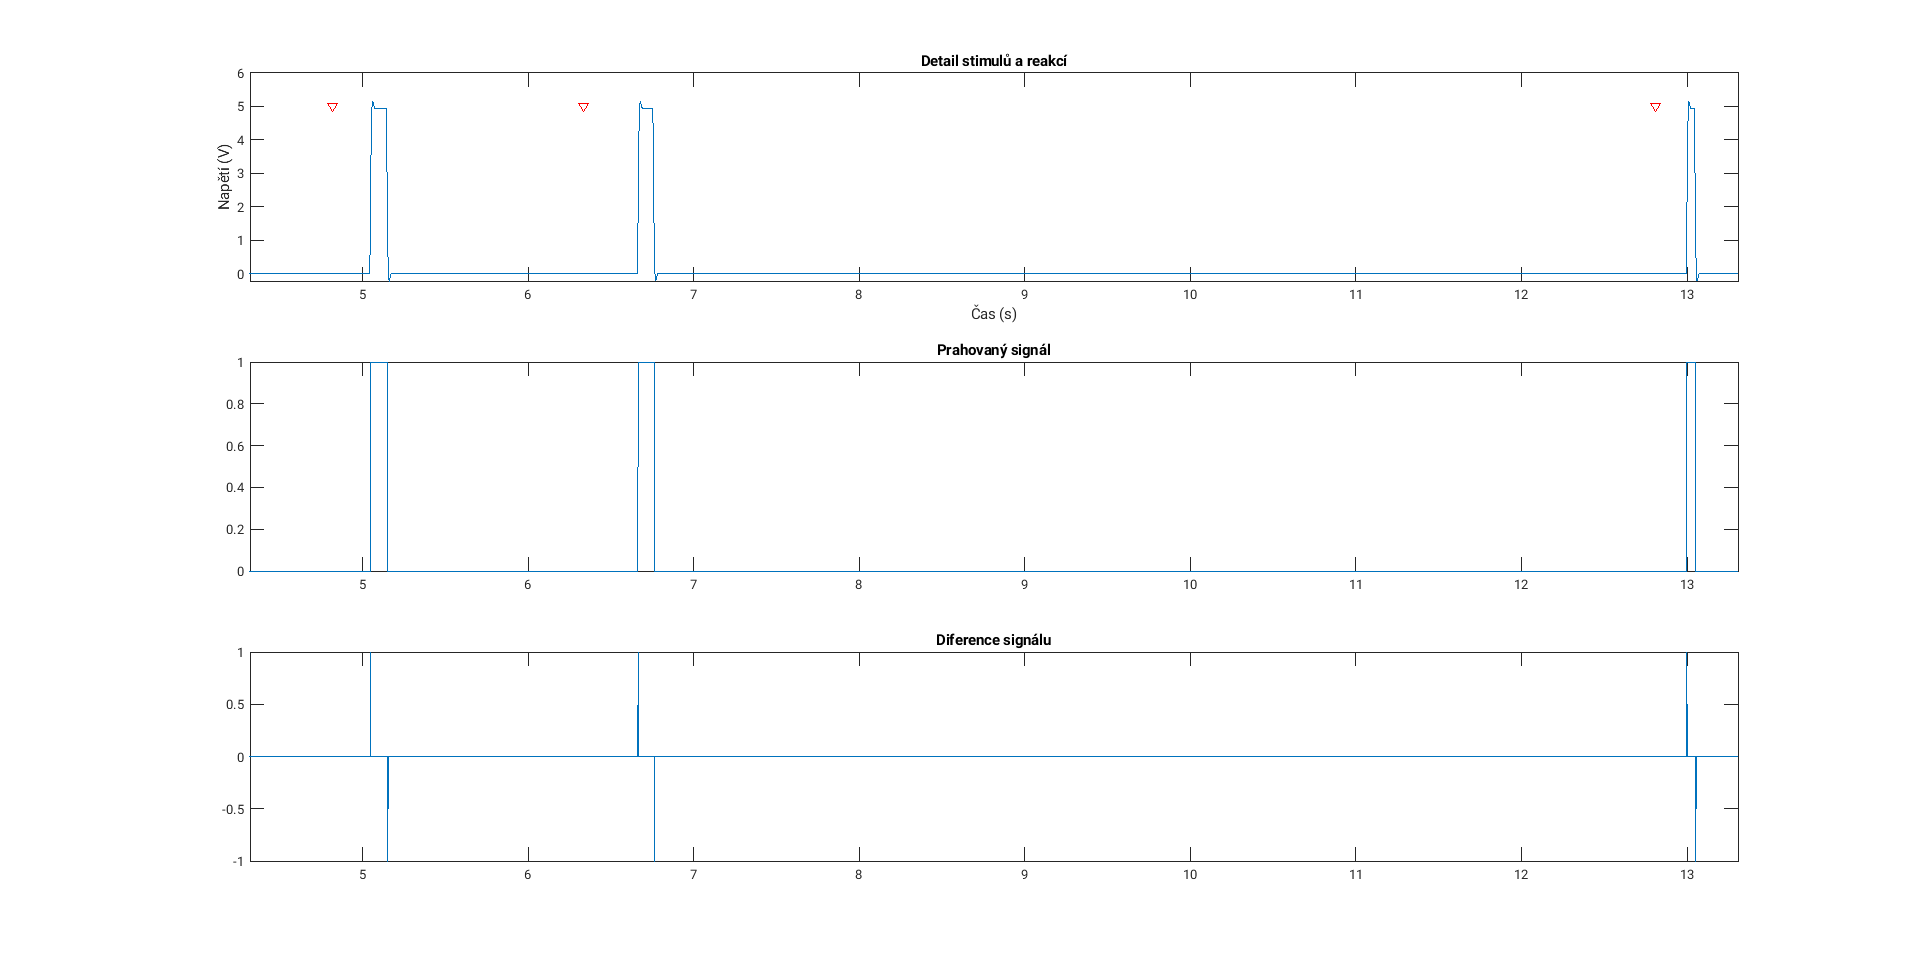 Detail stimulů a reakcí
6
5
4
3
2
1
0
Napětí (V)
5 6 7 8 9 10 11 12 13
Čas (s)
Prahovaný signál
1
0.8
0.6
0.4
0.2
0
5 6 7 8 9 10 11 12 13
Diference signálu
1
0.5
0
-0.5
-1
5 6 7 8 9 10 11 12 13